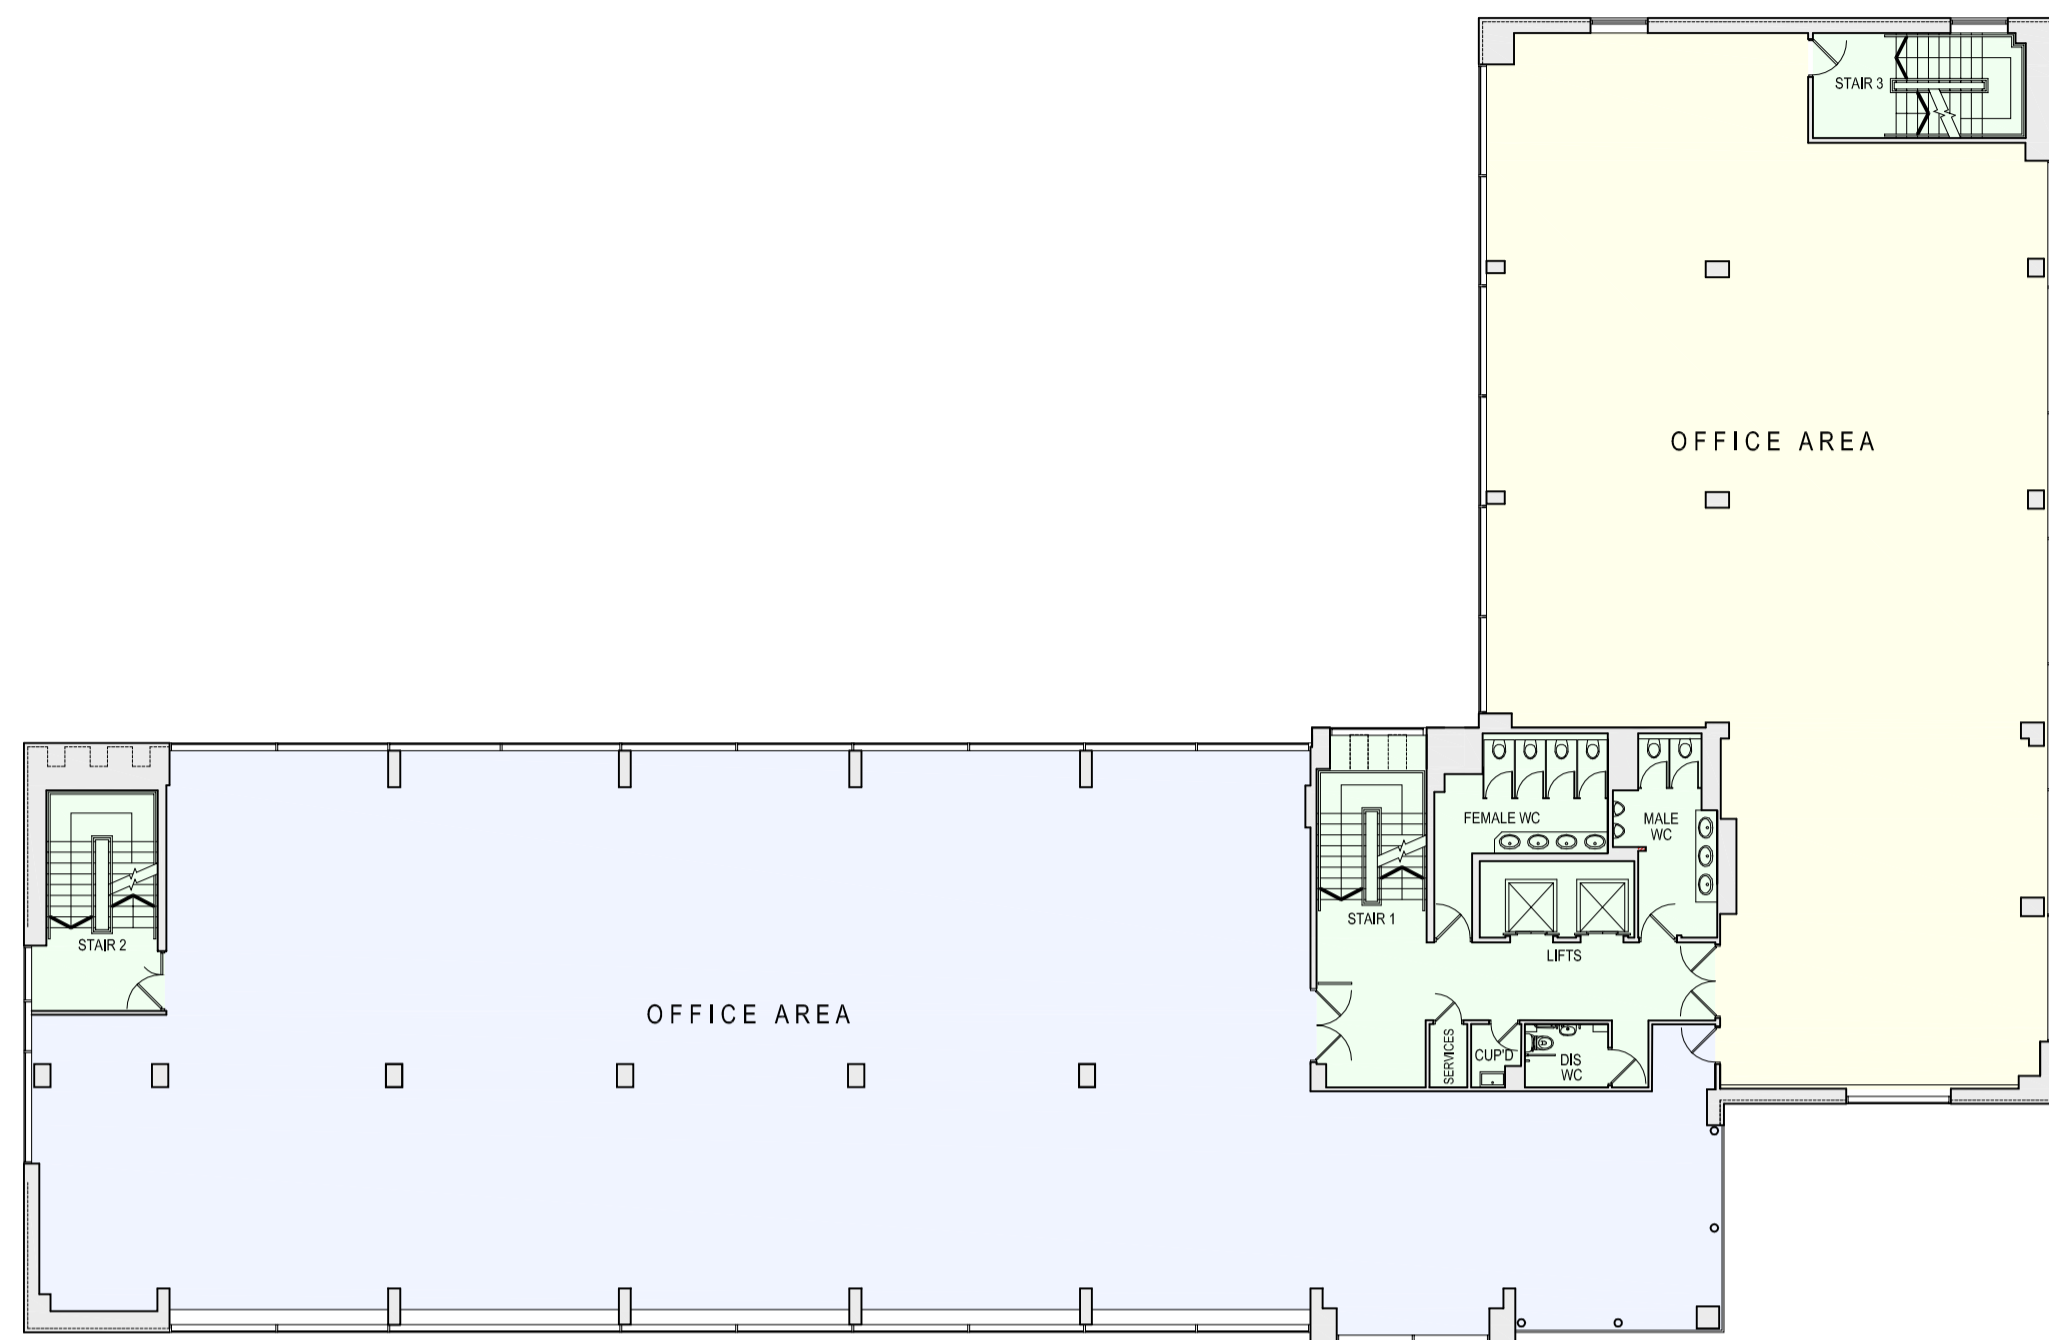 STAIR 3
OFFICE AREA
FEMALE WC
MALE
WC
STAIR 1
STAIR 2
LIFTS
OFFICE AREA
SERVICES
CUP'D
DIS
WC